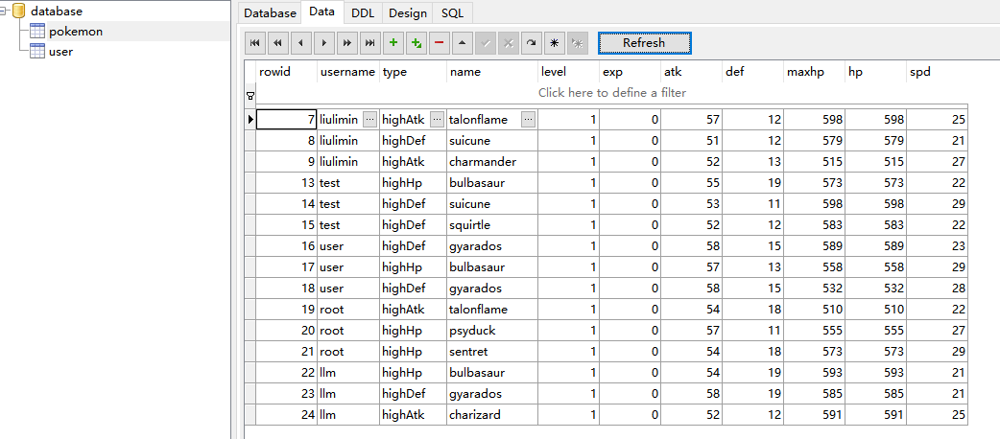 database
pokemon
user
Database Data DDL Design SQL
Refresh
rowid username type name level exp atk def maxhp hp spd
Click here to define a filter
7 liulimin ... highAtk ... talonflame ... 1 0 57 12 598 598 25
8 liulimin highDef suicune 1 0 51 12 579 579 21
9 liulimin highAtk charmander 1 0 52 13 515 515 27
13 test highHp bulbasaur 1 0 55 19 573 573 22
14 test highDef suicune 1 0 53 11 598 598 29
15 test highDef squirtle 1 0 52 12 583 583 22
16 user highDef gyarados 1 0 58 15 589 589 23
17 user highHp bulbasaur 1 0 57 13 558 558 29
18 user highDef gyarados 1 0 58 15 532 532 28
19 root highAtk talonflame 1 0 54 18 510 510 22
20 root highHp psyduck 1 0 57 11 555 555 27
21 root highHp sentret 1 0 54 18 573 573 29
22 llm highHp bulbasaur 1 0 54 19 593 593 21
23 llm highDef gyarados 1 0 58 19 585 585 21
24 llm highAtk charizard 1 0 52 12 591 591 25